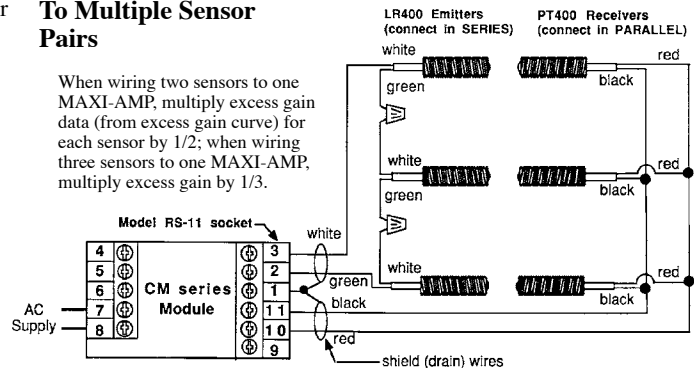 r
To Multiple Sensor
Pairs
When wiring two sensors to one
MAXI-AMP, multiply excess gain
data (from excess gain curve) for
each sensor by 1/2; when wiring
three sensors to one MAXI-AMP,
multiply excess gain by 1/3.
LR400 Emitters
(connect in SERIES)
PT400 Receivers
(connect in PARALLEL)
white
red
green
black
white
red
green
black
white
red
black
Model RS-11 socket
white
green
black
red
4
5
6
7
8
CM series
Module
3
2
1
11
10
9
AC
Supply
shield (drain) wires